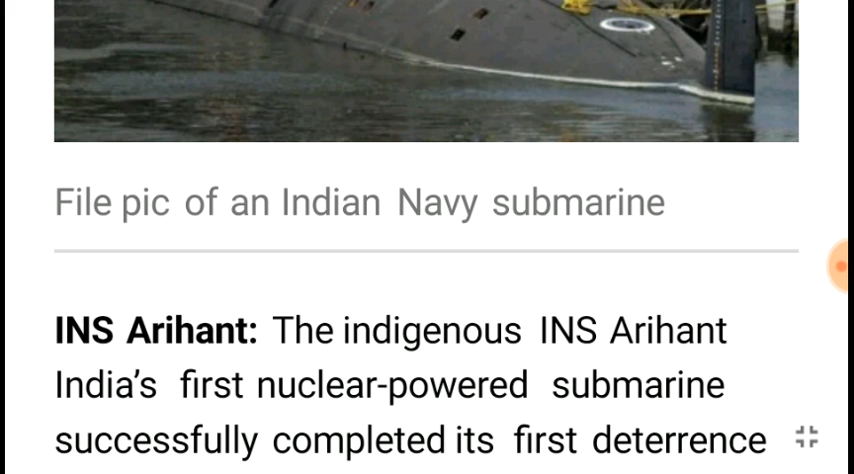 File pic of an Indian Navy submarine
INS Arihant: The indigenous INS Arihant
India's first nuclear-powered submarine
successfully completed its first deterrence